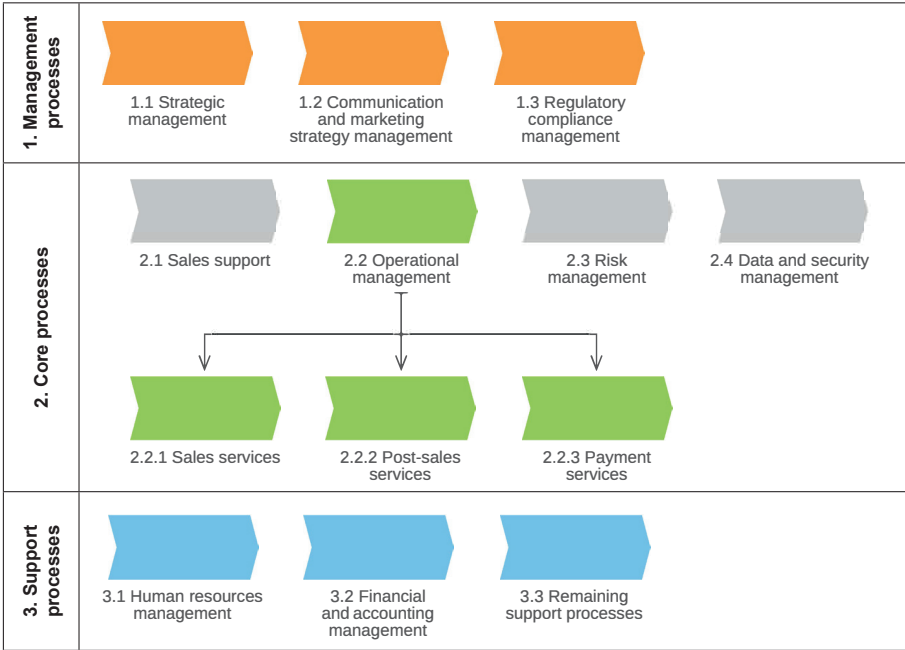 1. Management
processes
1.1 Strategic
management
1.2 Communication
and marketing
strategy management
1.3 Regulatory
compliance
management
2. Core processes
2.1 Sales support
2.2 Operational
management
2.3 Risk
management
2.4 Data and security
management
2.2.1 Sales services
2.2.2 Post-sales
services
2.2.3 Payment
services
3. Support
processes
3.1 Human resources
management
3.2 Financial
and accounting
management
3.3 Remaining
support processes